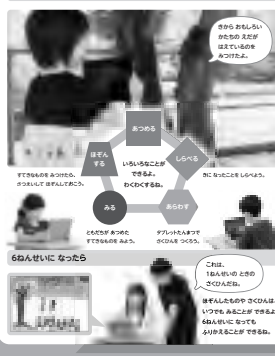 きから おもしろい
かたちの えだが
はえているのを
みつけたよ。
あつめる
ほぞん
する
しらべる
いろいろなことが
できるよ。
わくわくするね。
すてきなものを みつけたら、
さつえいして ほぞんしておこう。
きに なったことを しらべよう。
みる
あらわす
ともだちが あつめた
すてきなものを みよう。
タブレットたんまつで
さくひんを つくろう。
6ねんせいに なったら
これは、
1ねんせいの ときの
さくひんだね。
ほぞんしたものや さくひんは、
いつでも みることが できるよ。
6ねんせいに なっても
ふりかえることが できるね。